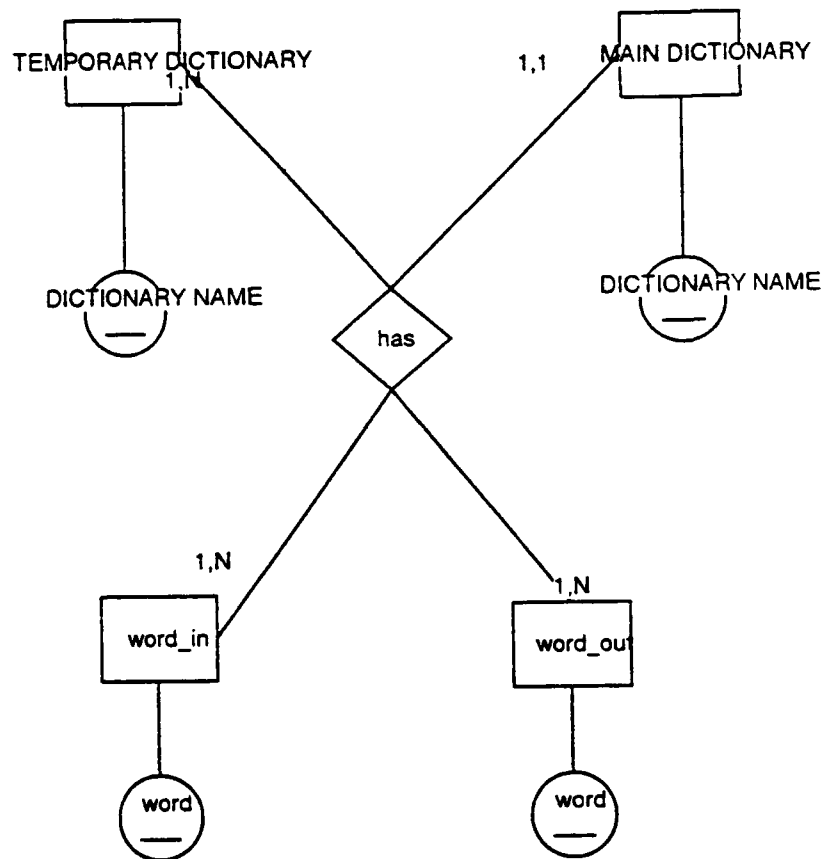 TEMPORARY DICTIONARY
1,N
1,1
MAIN DICTIONARY
DICTIONARY NAME
DICTIONARY NAME
has
1,N
1,N
word_in
word_out
word
word